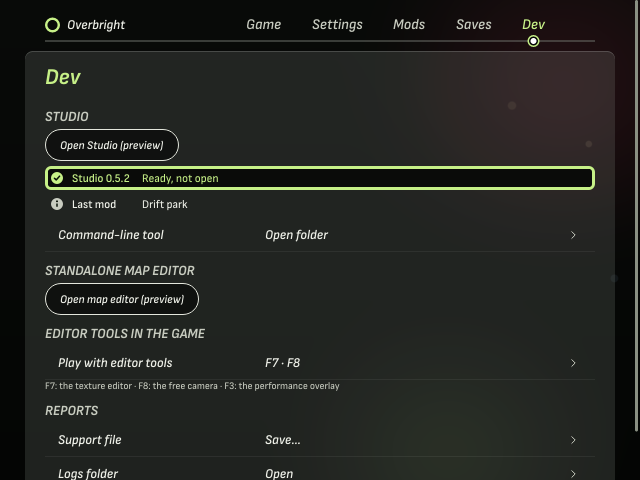 Overbright
Game Settings Mods Saves Dev
Dev
STUDIO
Open Studio (preview)
Studio 0.5.2 Ready, not open
Last mod Drift park
Command-line tool Open folder
STANDALONE MAP EDITOR
Open map editor (preview)
EDITOR TOOLS IN THE GAME
Play with editor tools F7 · F8
F7: the texture editor · F8: the free camera · F3: the performance overlay
REPORTS
Support file Save...
Logs folder Open